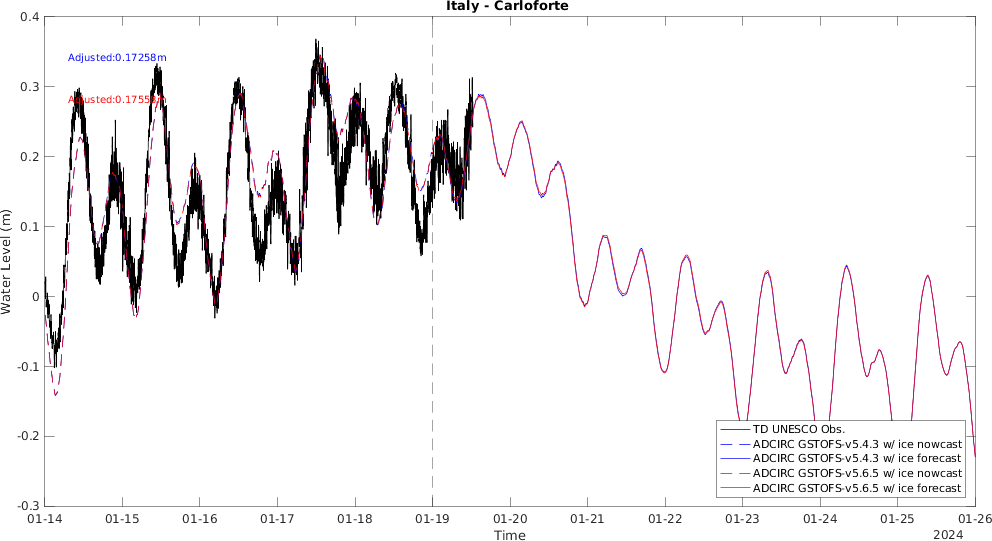 Italy - Carloforte
0.4
0.3
0.2
0.1
0
-0.1
-0.2
-0.3
Water Level (m)
Adjusted:0.17258m
TD UNESCO Obs.
ADCIRC GSTOFS-v5.4.3 w/ ice nowcast
ADCIRC GSTOFS-v5.4.3 w/ ice forecast
ADCIRC GSTOFS-v5.6.5 w/ ice nowcast
ADCIRC GSTOFS-v5.6.5 w/ ice forecast
01-14 01-15 01-16 01-17 01-18 01-19 01-20 01-21 01-22 01-23 01-24 01-25 01-26
Time
2024